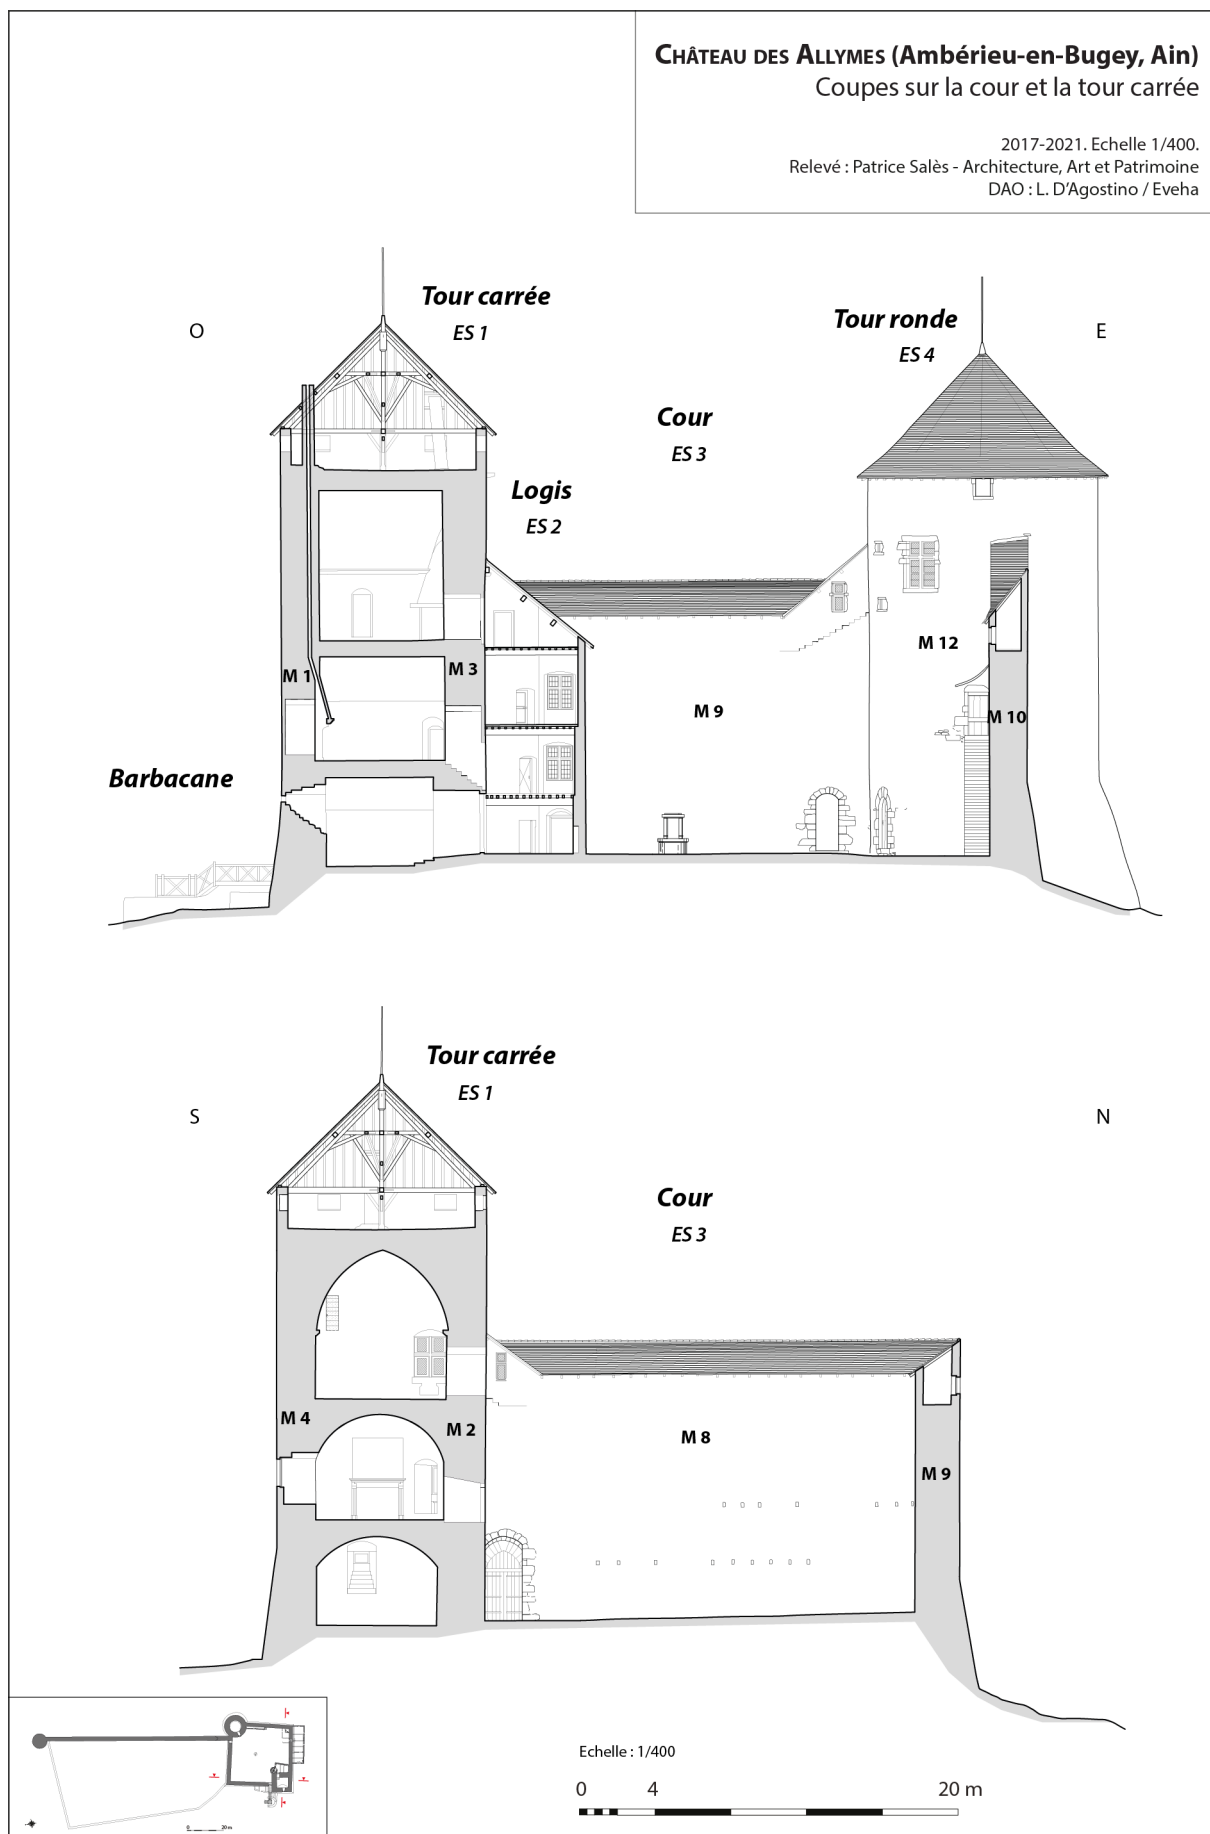 CHÂTEAU DES ALLYMES (Ambérieu-en-Bugey, Ain)
Coupes sur la cour et la tour carrée
2017-2021. Echelle 1/400.
Relevé : Patrice Salès - Architecture, Art et Patrimoine
DAO : L. D'Agostino / Eveha
O
Tour carrée
ES 1
Tour ronde
ES 4
E
Cour
ES 3
Logis
ES 2
M 1
M 3
M 12
M 9
M 10
Barbacane
Tour carrée
ES 1
S
N
Cour
ES 3
M 4
M 2
M 8
M 9
Echelle : 1/400
0 4 20 m
0 20 m